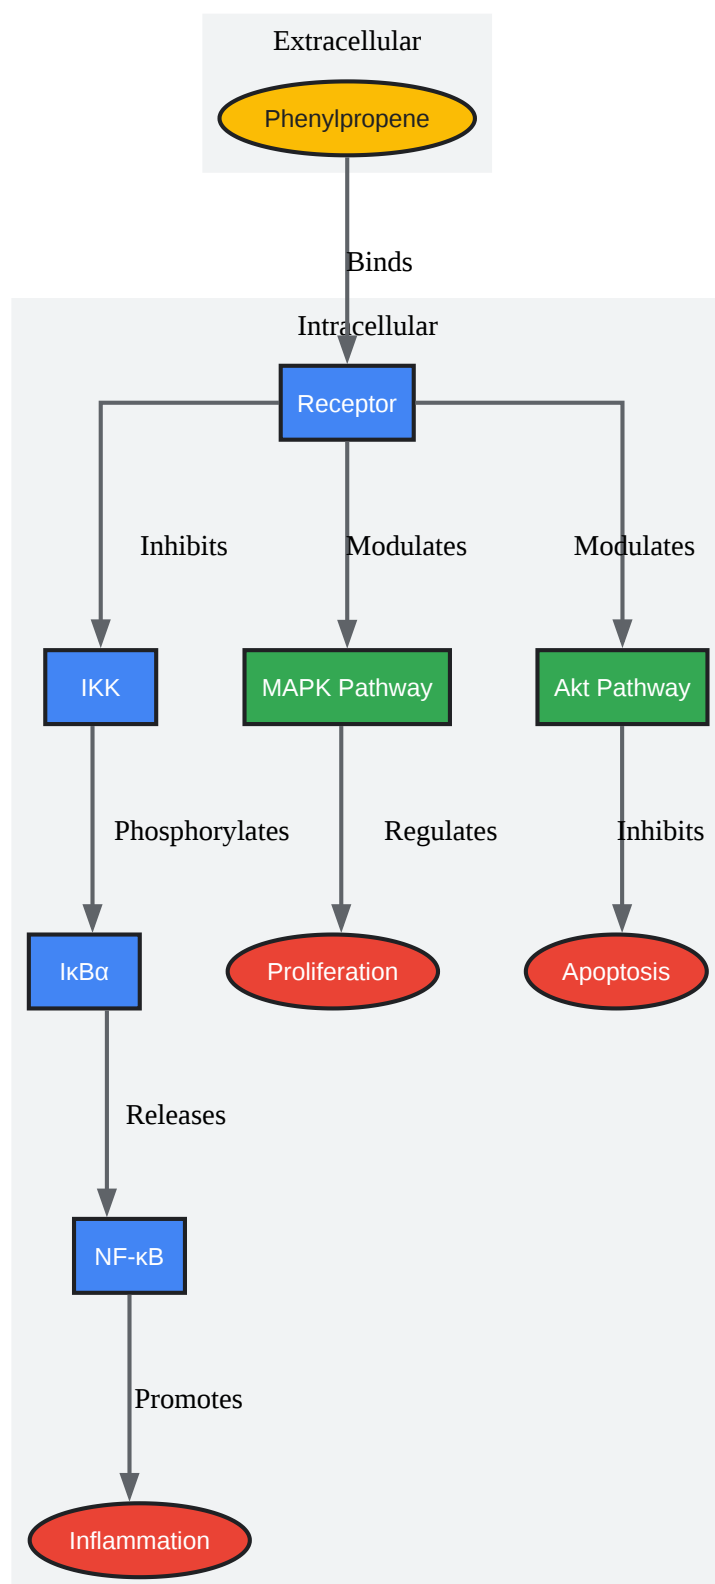 Extracellular
Phenylpropene
Binds
Intracellular
Receptor
Inhibits
Modulates
Modulates
IKK
MAPK Pathway
Akt Pathway
Phosphorylates
Regulates
Inhibits
IκBα
Proliferation
Apoptosis
Releases
NF-κB
Promotes
Inflammation